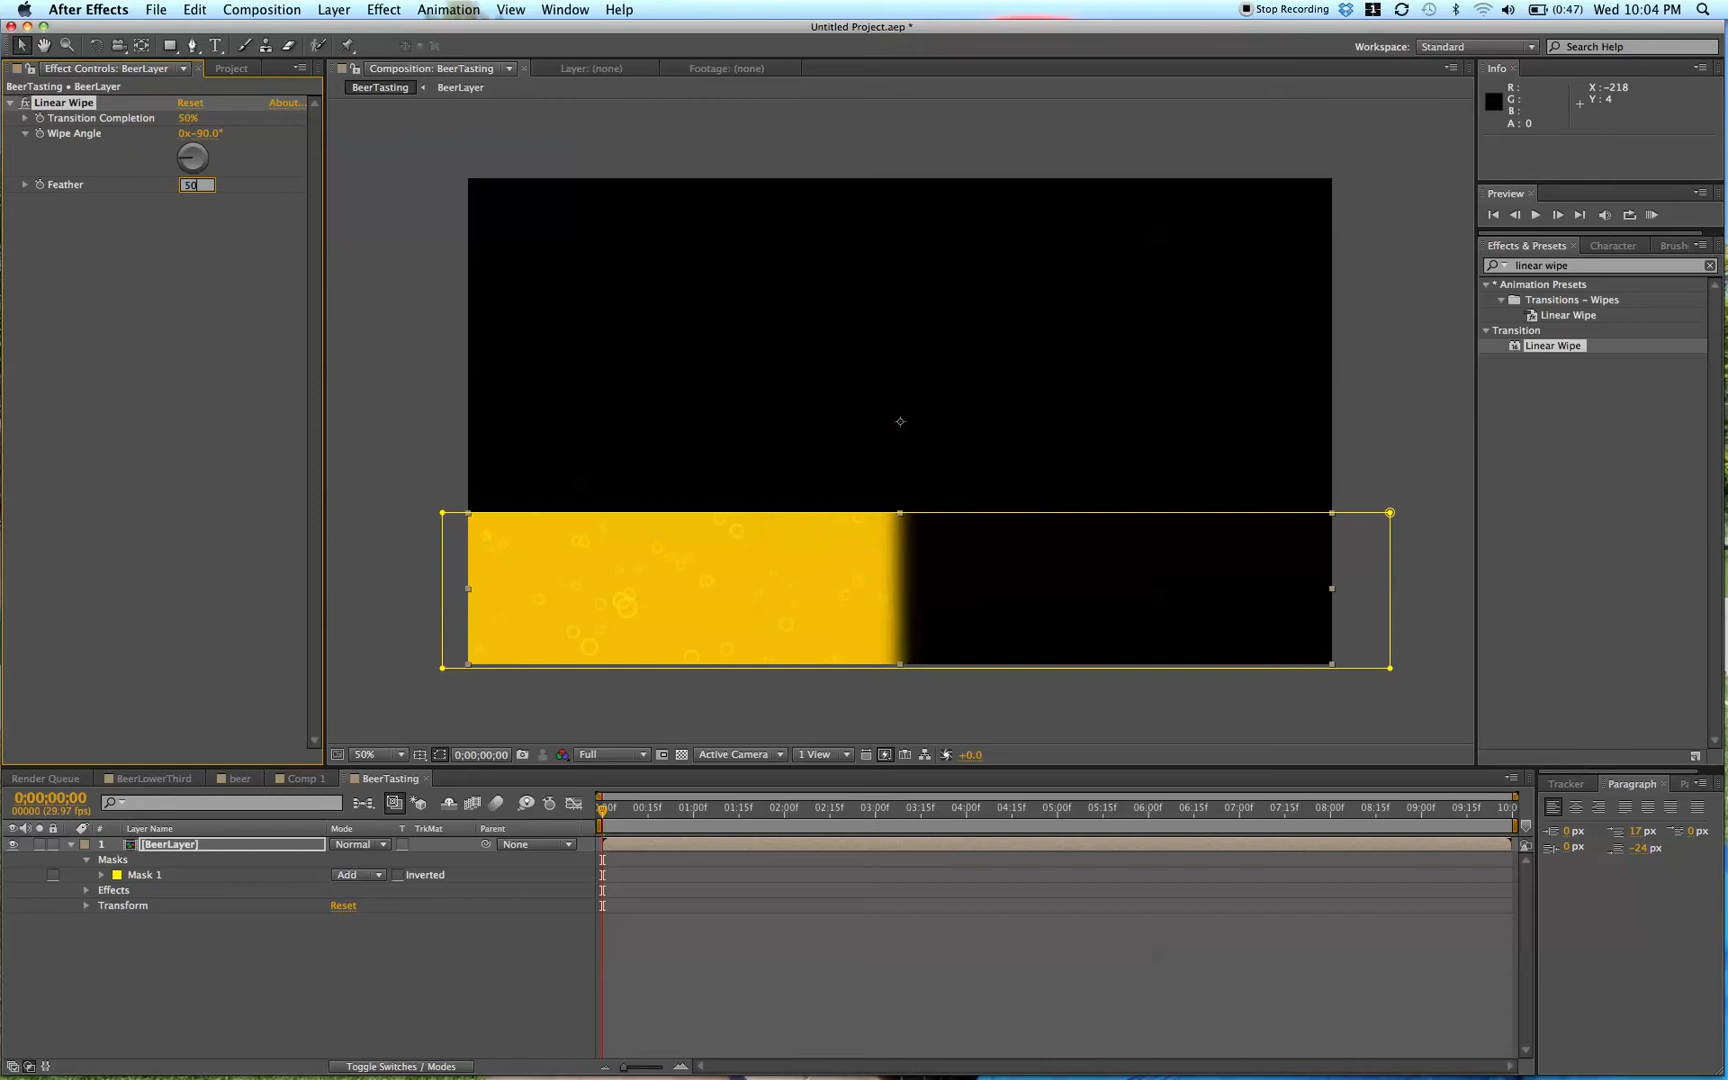 After Effects File Edit Composition Layer Effect Animation View Window Help Stop Recording 1 (0:47) Wed 10:04 PM
Untitled Project.aep *
T Workspace: Standard Search Help
Effect Controls: BeerLayer Project Composition: BeerTasting Layer: (none) Footage: (none) Info
BeerTasting • BeerLayer BeerTasting BeerLayer
fx Linear Wipe Reset About...
Transition Completion 50%
Wipe Angle 0x-90.0°
Feather 50
R: X: -218
G: Y: 4
B:
A: 0
Preview
Effects & Presets Character Brush
linear wipe
* Animation Presets
Transitions - Wipes
Linear Wipe
Transition
Linear Wipe
50% 0;00;00;00 Full Active Camera 1 View +0.0
Render Queue BeerLowerThird beer Comp 1 BeerTasting
0;00;00;00
00000 (29.97 fps)
:00f 00:15f 01:00f 01:15f 02:00f 02:15f 03:00f 03:15f 04:00f 04:15f 05:00f 05:15f 06:00f 06:15f 07:00f 07:15f 08:00f 08:15f 09:00f 09:15f 10:0
# Layer Name Mode T TrkMat Parent
1 [BeerLayer] Normal None
Masks
Mask 1 Add Inverted
Effects
Transform Reset
Toggle Switches / Modes
Tracker Paragraph
0 px 17 px 0 px
0 px -24 px